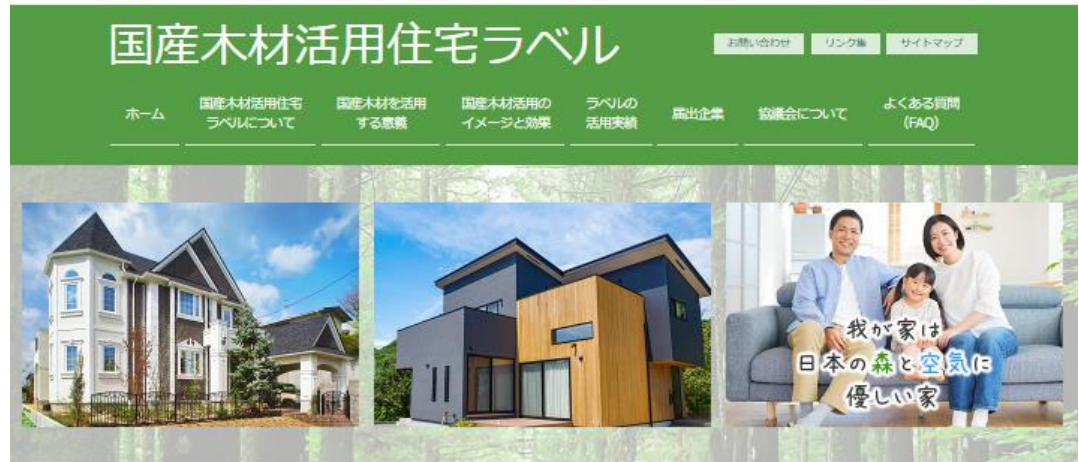 国産木材活用住宅ラベル
お問い合わせ
リンク集
サイトマップ
ホーム
国産木材活用住宅
ラベルについて
国産木材を活用
する意義
国産木材活用の
イメージと効果
ラベルの
活用実績
届出企業
協議会について
よくある質問
(FAQ)
我が家は
日本の森と空気に
優しい家